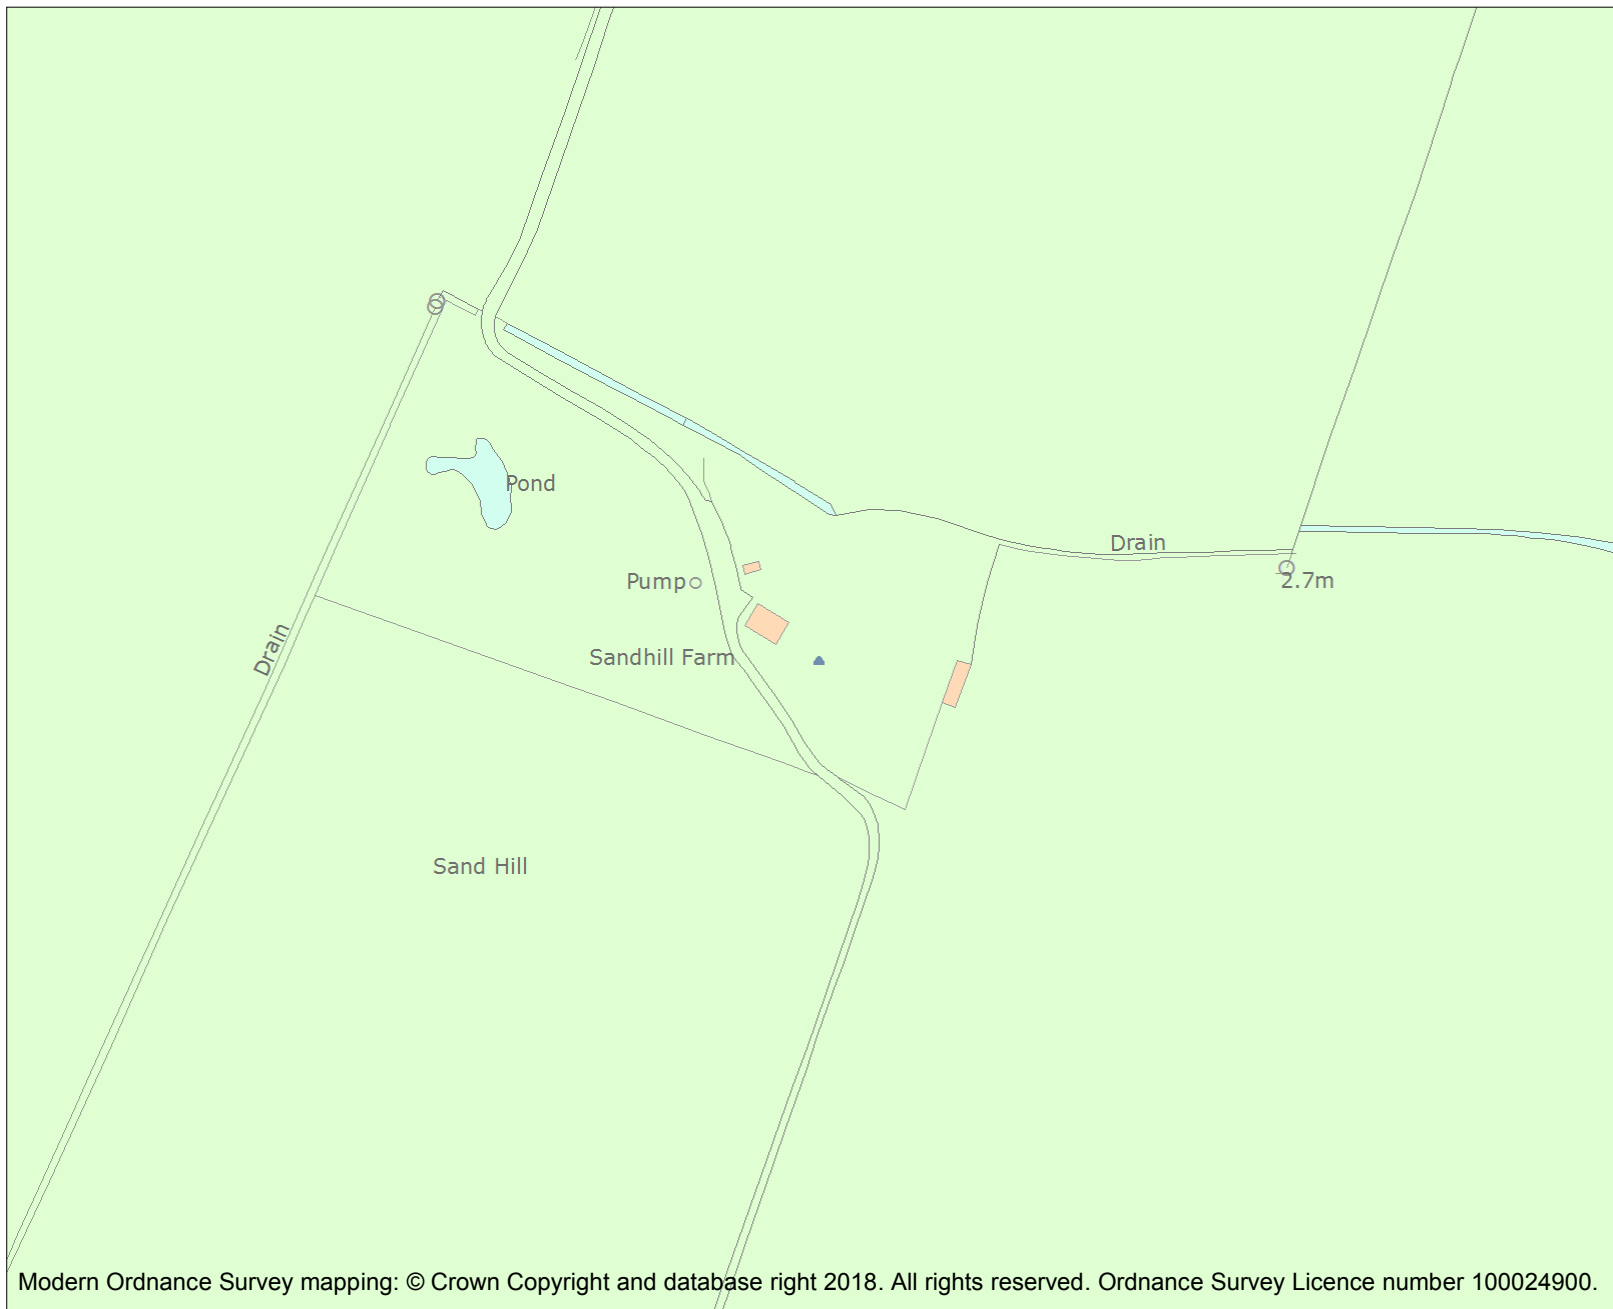 Pond
Drain
2.7m
Pump
Drain
Sandhill Farm
Sand Hill
Modern Ordnance Survey mapping: © Crown Copyright and database right 2018. All rights reserved. Ordnance Survey Licence number 100024900.